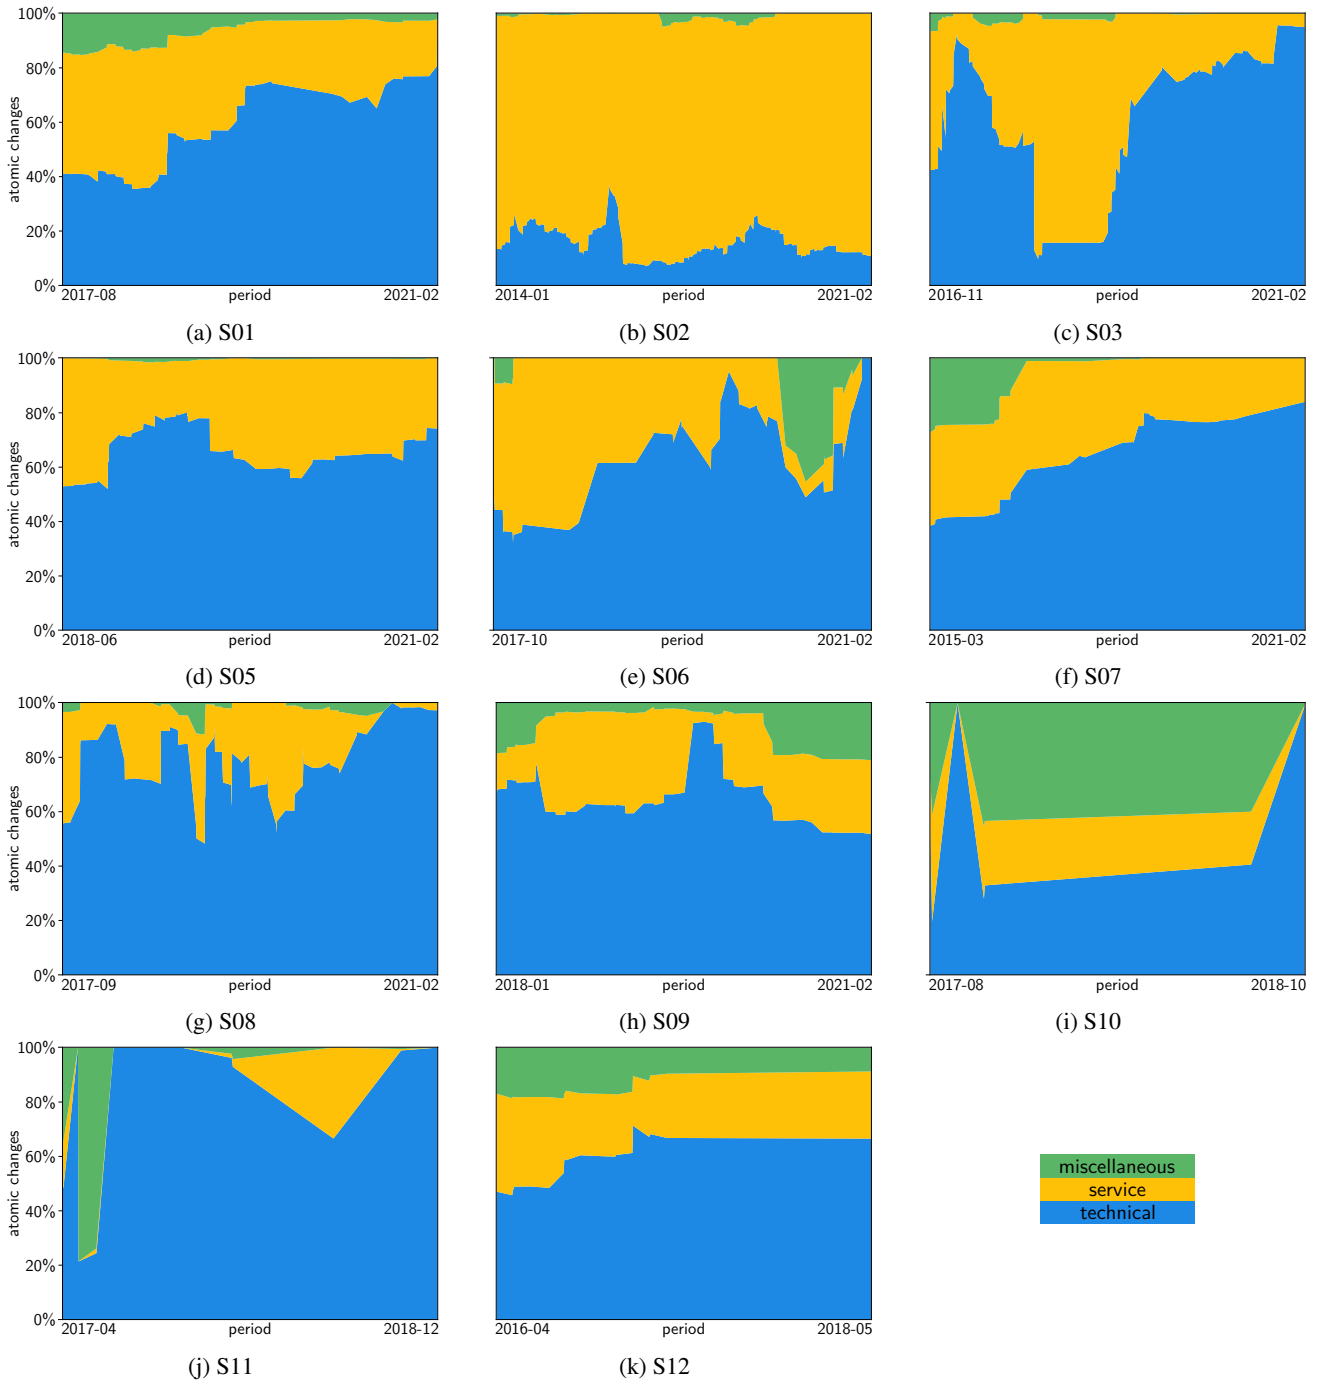 100%
80%
60%
40%
20%
0%
atomic changes
2017-08 period 2021-02
2014-01 period 2021-02
2016-11 period 2021-02
(a) S01
(b) S02
(c) S03
100%
80%
60%
40%
20%
0%
atomic changes
2018-06 period 2021-02
2017-10 period 2021-02
2015-03 period 2021-02
(d) S05
(e) S06
(f) S07
100%
80%
60%
40%
20%
0%
atomic changes
2017-09 period 2021-02
2018-01 period 2021-02
2017-08 period 2018-10
(g) S08
(h) S09
(i) S10
100%
80%
60%
40%
20%
0%
atomic changes
2017-04 period 2018-12
2016-04 period 2018-05
miscellaneous
service
technical
(j) S11
(k) S12